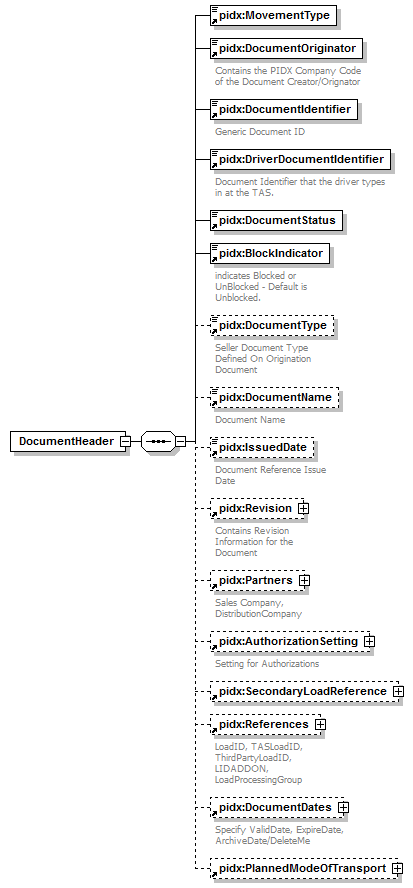 pidx:MovementType
pidx:DocumentOriginator
Contains the PIDX Company Code
of the Document Creator/Orignator
pidx:DocumentIdentifier
Generic Document ID
pidx:DriverDocumentIdentifier
Document Identifier that the driver types
in at the TAS.
pidx:DocumentStatus
pidx:BlockIndicator
indicates Blocked or
UnBlocked - Default is
Unblocked.
pidx:DocumentType
Seller Document Type
Defined On Origination
Document
pidx:DocumentName
Document Name
DocumentHeader
pidx:IssuedDate
Document Reference Issue
Date
pidx:Revision
Contains Revision
Information for the
Document
pidx:Partners
Sales Company,
DistributionCompany
pidx:AuthorizationSetting
Setting for Authorizations
pidx:SecondaryLoadReference
pidx:References
LoadID, TASLoadID,
ThirdPartyLoadID,
LIDADDON,
LoadProcessingGroup
pidx:DocumentDates
Specify ValidDate, ExpireDate,
ArchiveDate/DeleteMe
pidx:PlannedModeOfTransport